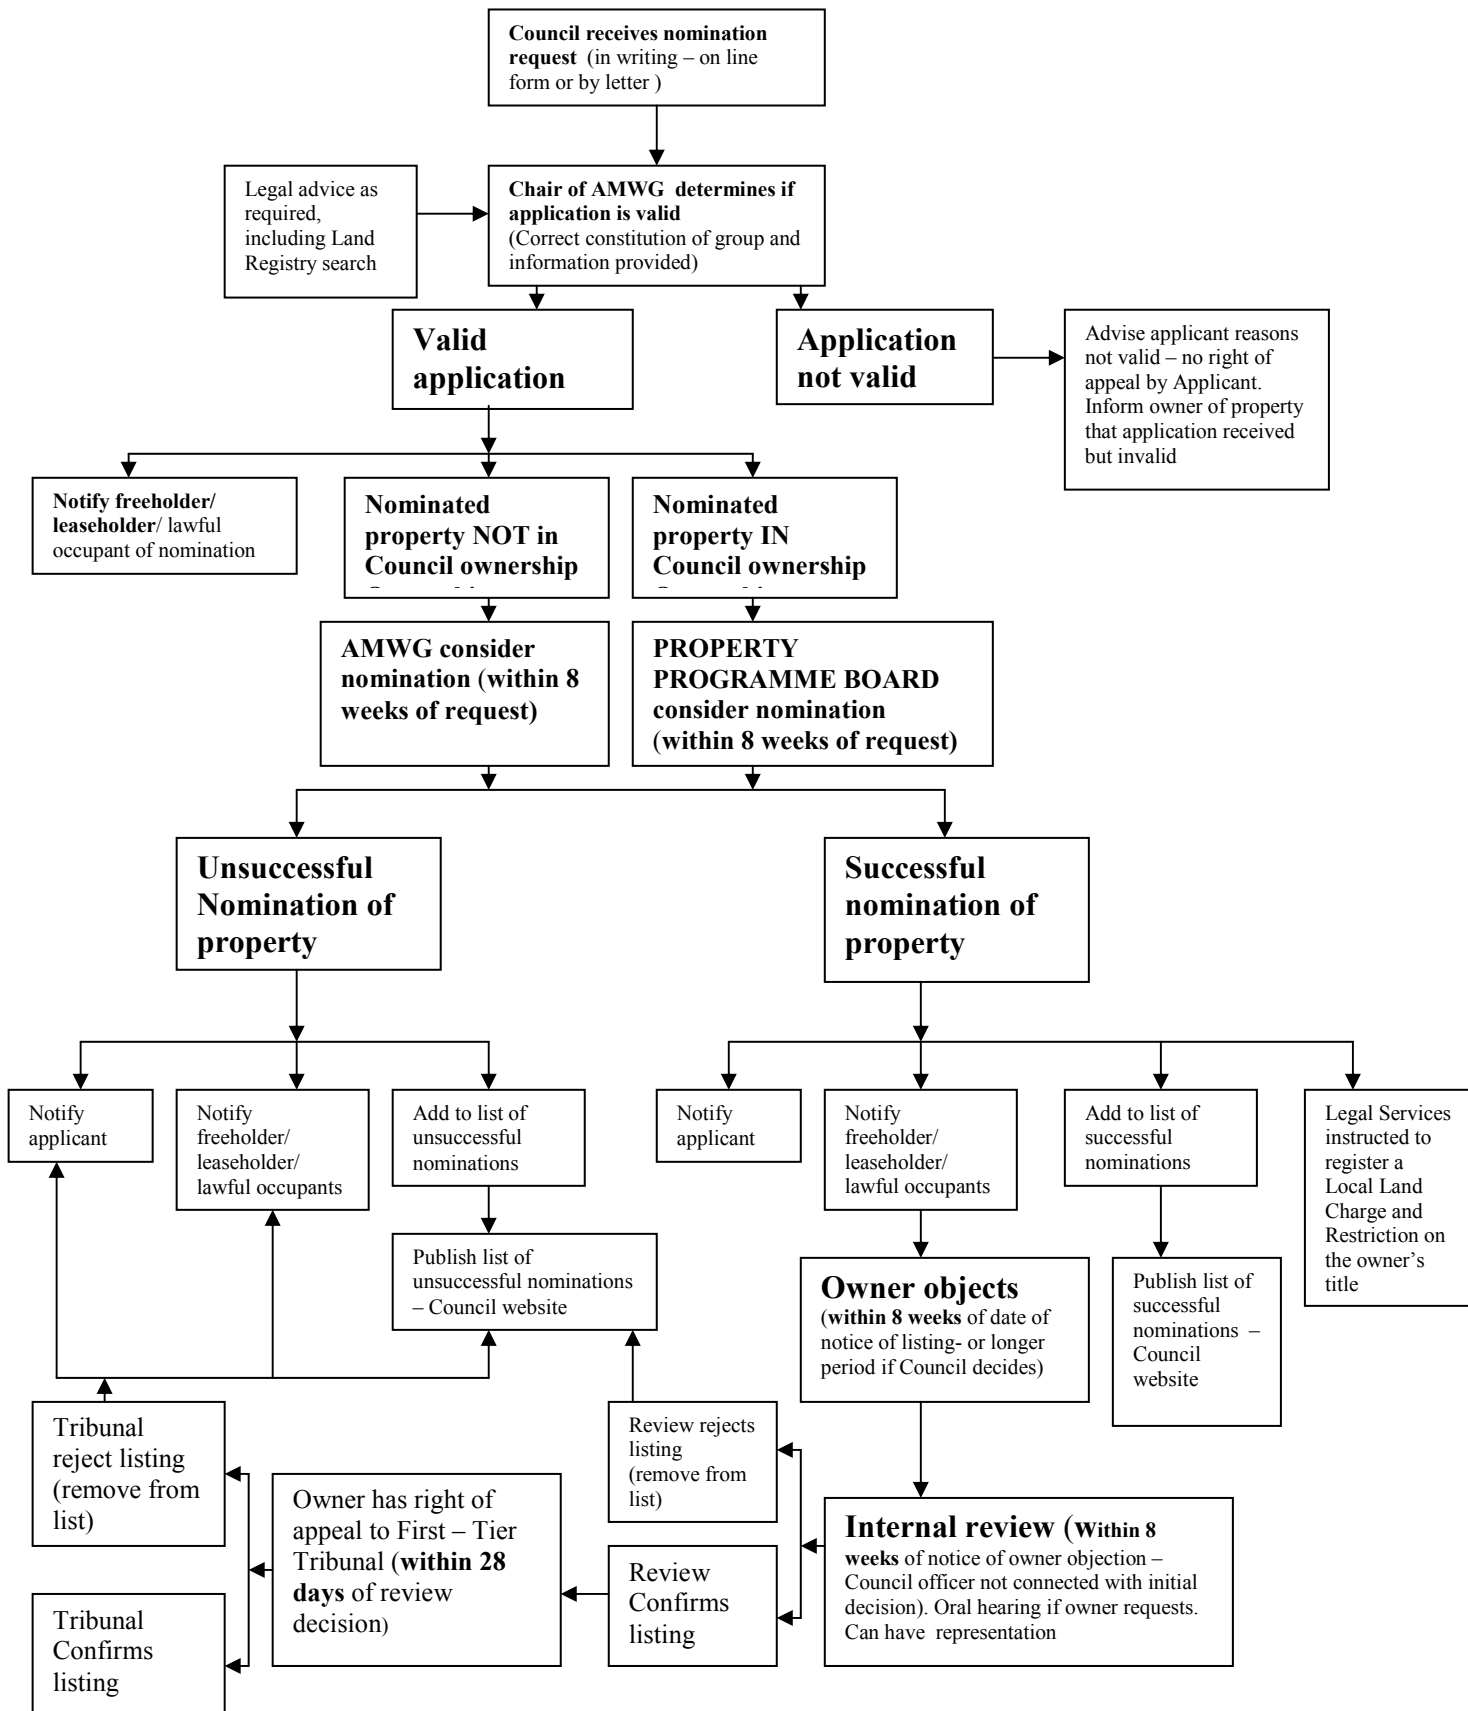 Council receives nomination
request (in writing – on line
form or by letter )
Legal advice as
required,
including Land
Registry search
Chair of AMWG determines if
application is valid
(Correct constitution of group and
information provided)
Valid
application
Application
not valid
Advise applicant reasons
not valid – no right of
appeal by Applicant.
Inform owner of property
that application received
but invalid
Notify freeholder/
leaseholder/ lawful
occupant of nomination
Nominated
property NOT in
Council ownership
Nominated
property IN
Council ownership
AMWG consider
nomination (within 8
weeks of request)
PROPERTY
PROGRAMME BOARD
consider nomination
(within 8 weeks of request)
Unsuccessful
Nomination of
property
Successful
nomination of
property
Notify
applicant
Notify
freeholder/
leaseholder/
lawful occupants
Add to list of
unsuccessful
nominations
Notify
applicant
Notify
freeholder/
leaseholder/
lawful occupants
Add to list of
successful
nominations
Legal Services
instructed to
register a
Local Land
Charge and
Restriction on
the owner’s
title
Publish list of
unsuccessful nominations
– Council website
Owner objects
(within 8 weeks of date of
notice of listing- or longer
period if Council decides)
Publish list of
successful
nominations –
Council
website
Tribunal
reject listing
(remove from
list)
Review rejects
listing
(remove from
list)
Owner has right of
appeal to First – Tier
Tribunal (within 28
days of review
decision)
Internal review (within 8
weeks of notice of owner objection –
Council officer not connected with initial
decision). Oral hearing if owner requests.
Can have representation
Review
Confirms
listing
Tribunal
Confirms
listing